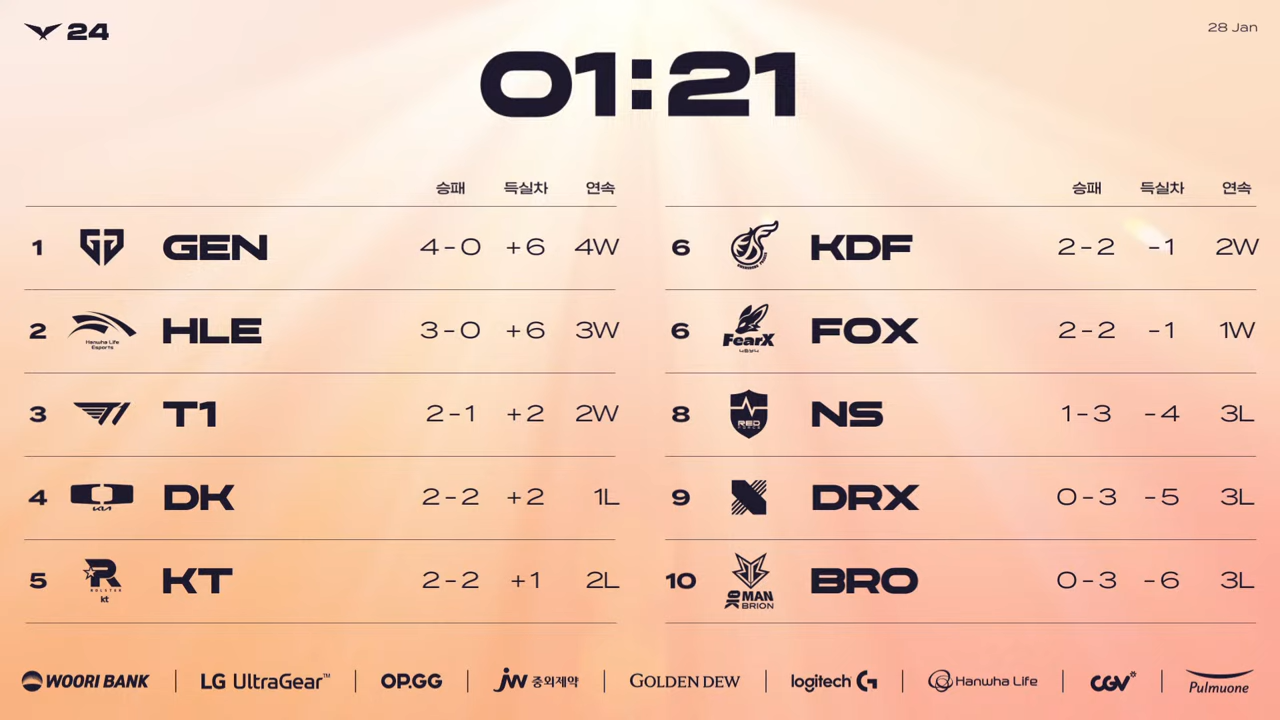 24
28 Jan
01:21
승패 득실차 연속
1 GEN 4-0 +6 4W
2 Hanwha Life Esports HLE 3-0 +6 3W
3 T1 T1 2-1 +2 2W
4 DK 2-2 +2 1L
5 kt KT 2-2 +1 2L
승패 득실차 연속
6 KDF 2-2 -1 2W
6 FearX FOX 2-2 -1 1W
8 RED NS 1-3 -4 3L
9 DRX 0-3 -5 3L
10 OK MAN BRION BRO 0-3 -6 3L
WOORI BANK LG UltraGear™ OP.GG jw 중외제약 GOLDEN DEW logitech G Hanwha Life CGV Pulmuone